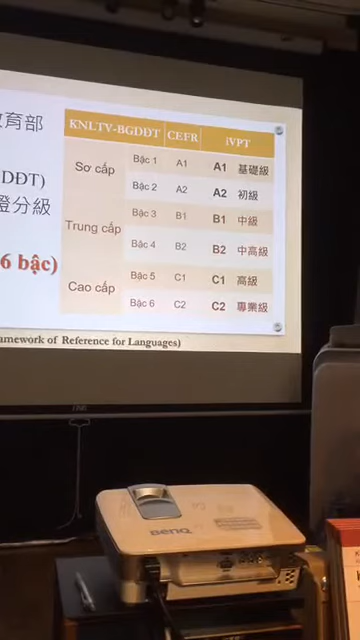 教育部
KNLTV-BGDĐT CEFR iVPT
Sơ cấp Bậc 1 A1 A1 基礎級
Bậc 2 A2 A2 初級
Trung cấp Bậc 3 B1 B1 中級
Bậc 4 B2 B2 中高級
Cao cấp Bậc 5 C1 C1 高級
Bậc 6 C2 C2 專業級
DĐT)
證分級
6 bậc)
amework of Reference for Languages)
BenQ